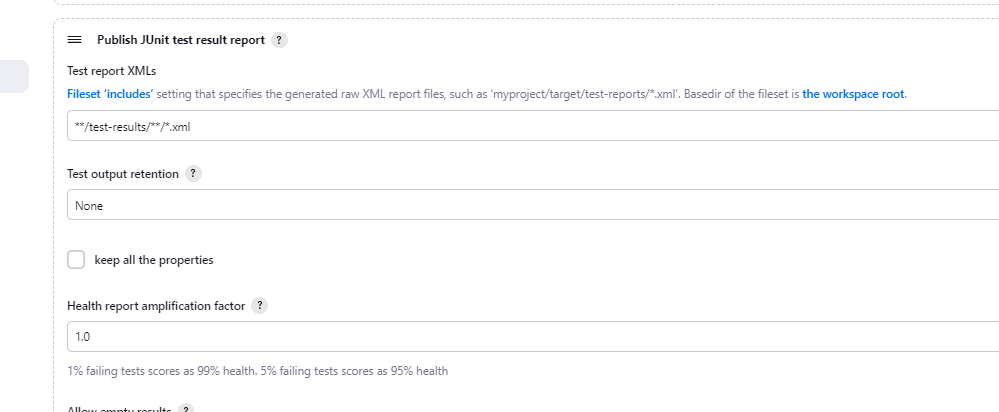 Publish JUnit test result report ?
Test report XMLs
Fileset 'includes' setting that specifies the generated raw XML report files, such as 'myproject/target/test-reports/*.xml'. Basedir of the fileset is the workspace root.
**/test-results/**/*.xml
Test output retention ?
None
keep all the properties
Health report amplification factor ?
1.0
1% failing tests scores as 99% health. 5% failing tests scores as 95% health
Allow empty results ?